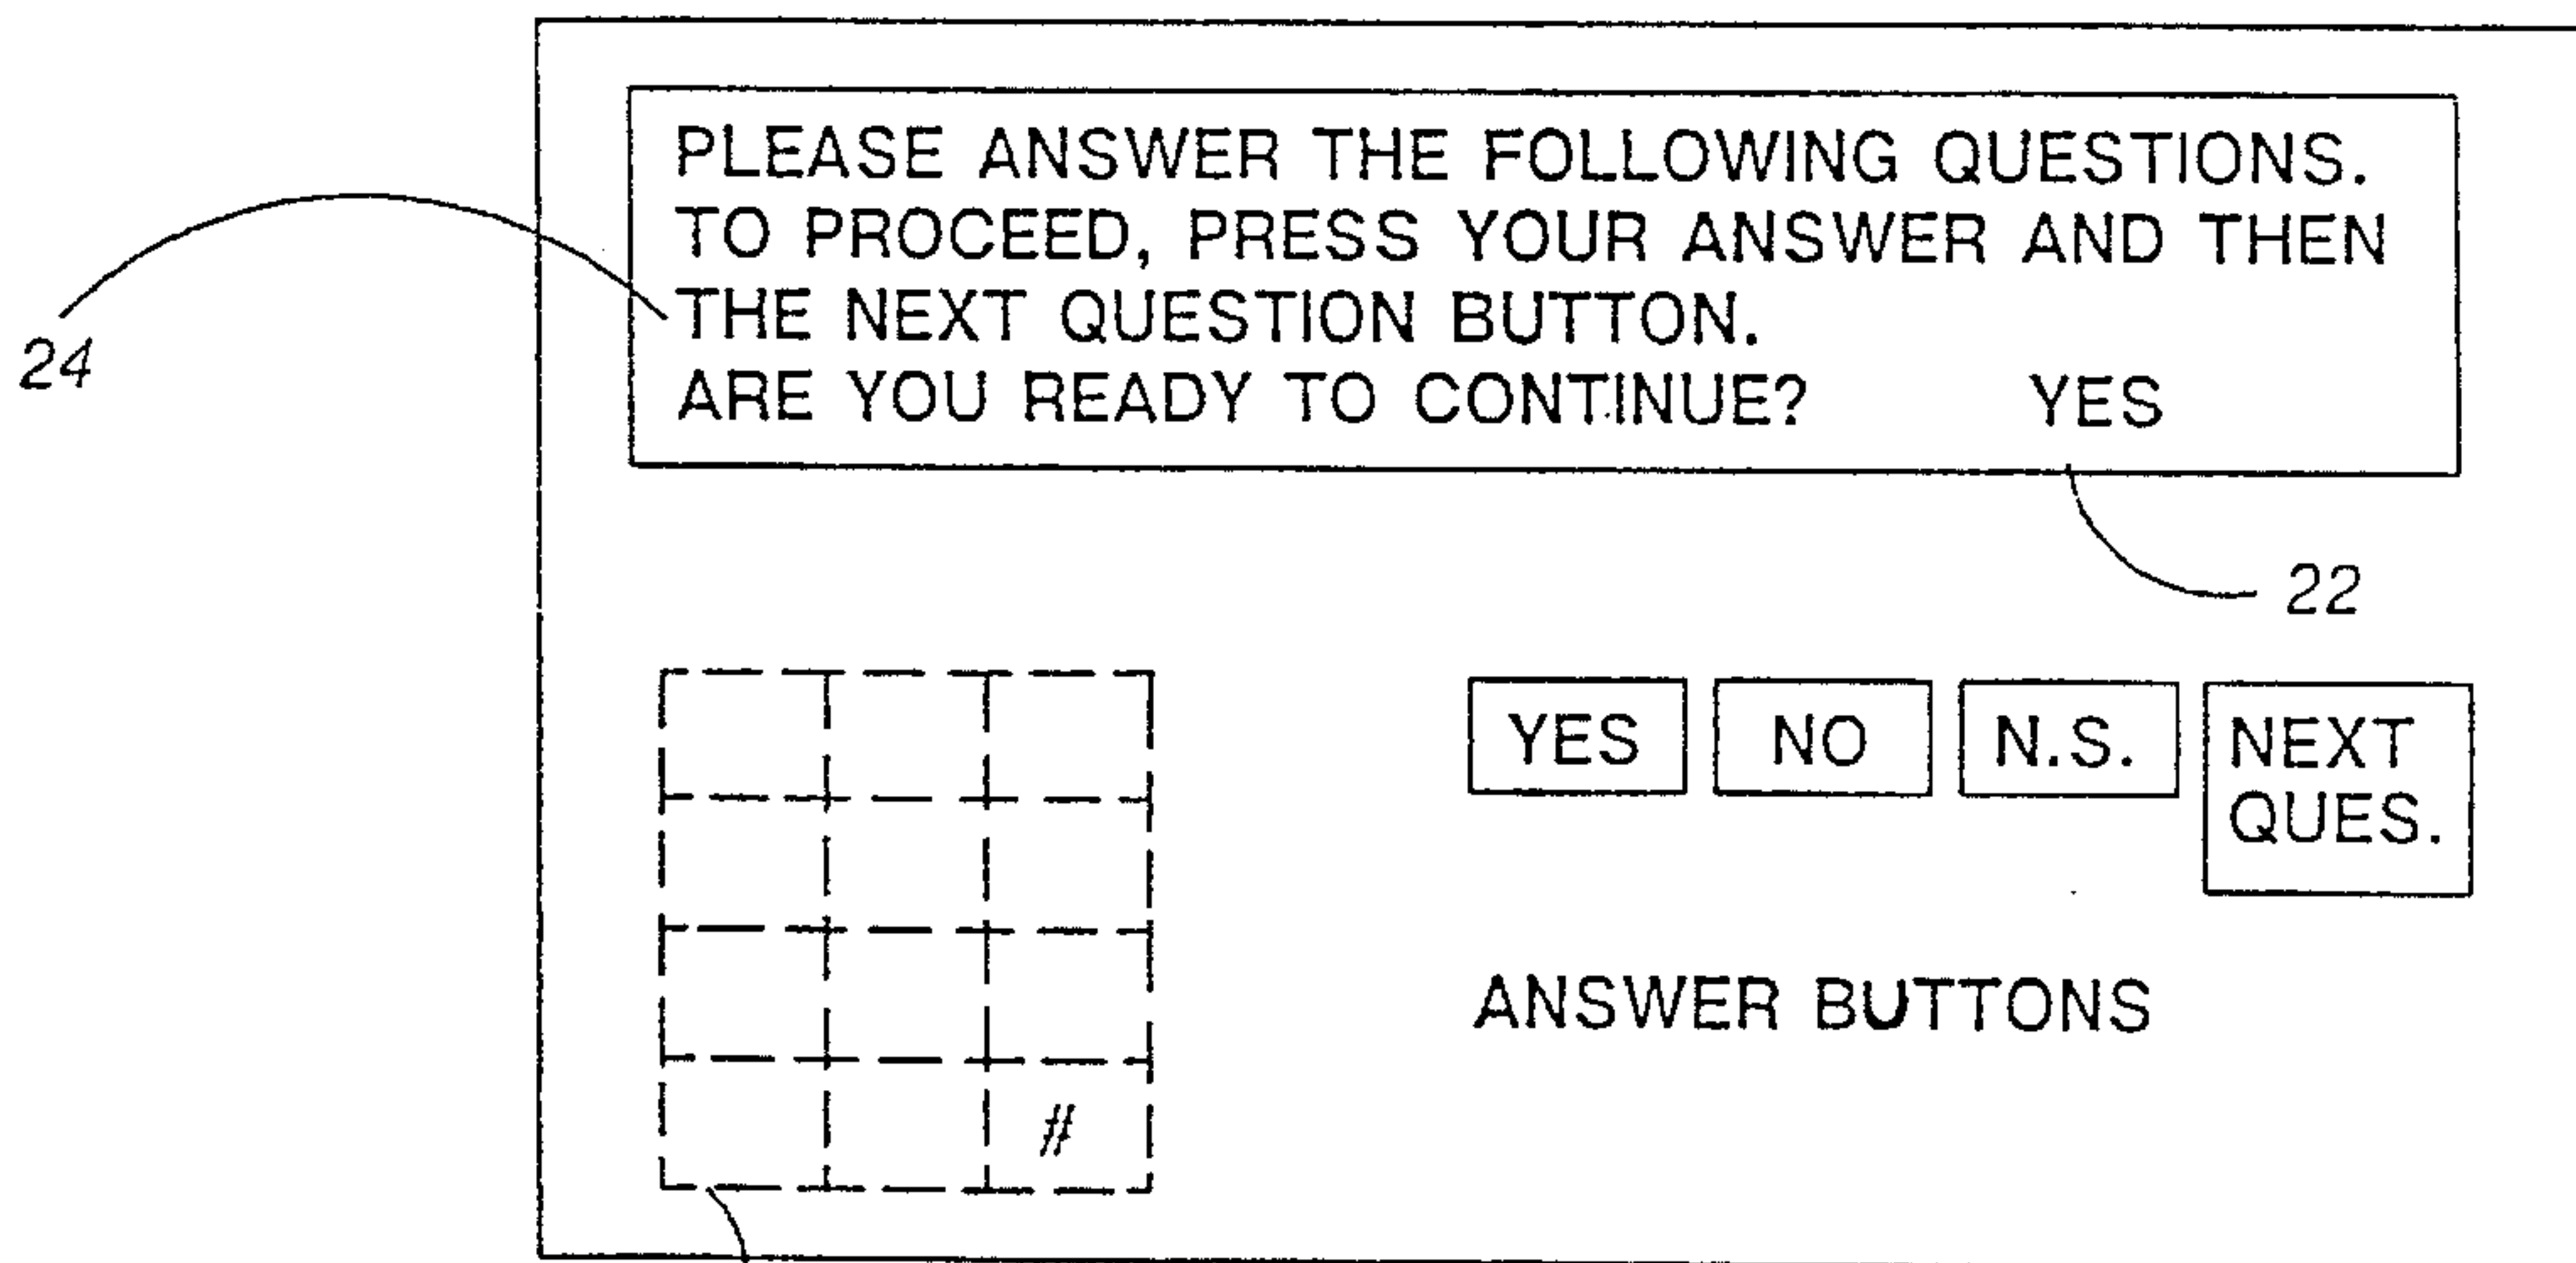 PLEASE ANSWER THE FOLLOWING QUESTIONS.
TO PROCEED, PRESS YOUR ANSWER AND THEN
THE NEXT QUESTION BUTTON.
ARE YOU READY TO CONTINUE? YES
24
22
YES NO N.S. NEXT
QUES.
ANSWER BUTTONS
#